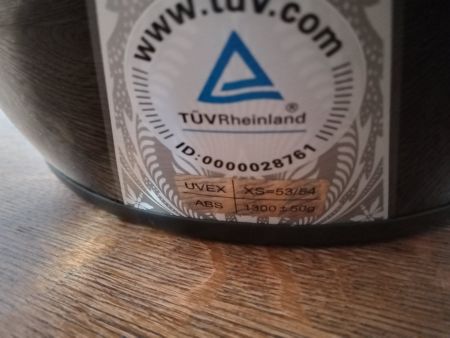 www.tuv.com
TÜVRheinland®
ID:0000028761
UVEX XS=53/54
ABS 1300±50g